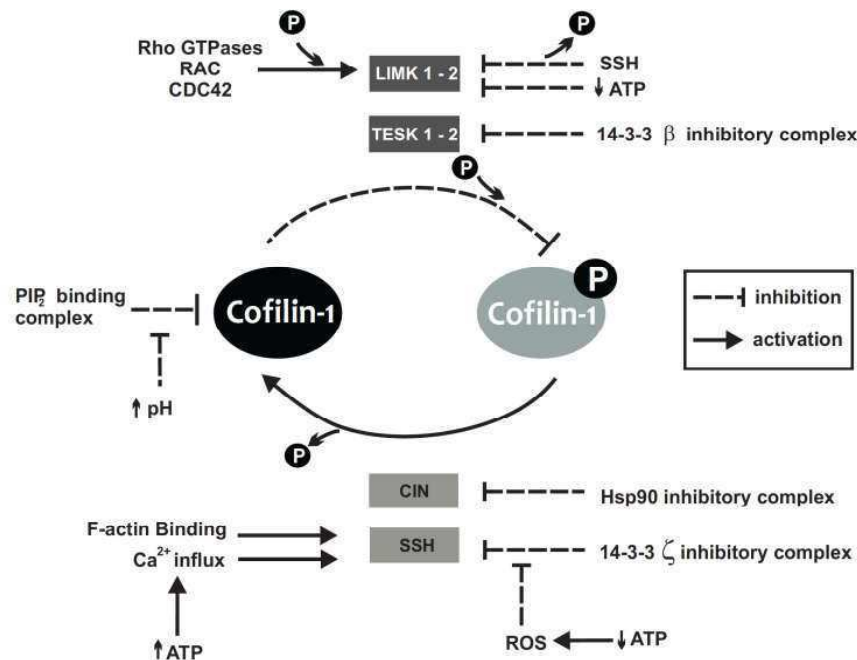 P
P
Rho GTPases
RAC
CDC42
LIMK 1 - 2
SSH
↓ ATP
TESK 1 - 2
14-3-3 β inhibitory complex
P
PIP₂ binding
complex
Cofilin-1
Cofilin-1
P
inhibition
activation
↑ pH
P
CIN
Hsp90 inhibitory complex
F-actin Binding
Ca²⁺ influx
SSH
14-3-3 ζ inhibitory complex
↑ ATP
ROS
↓ ATP